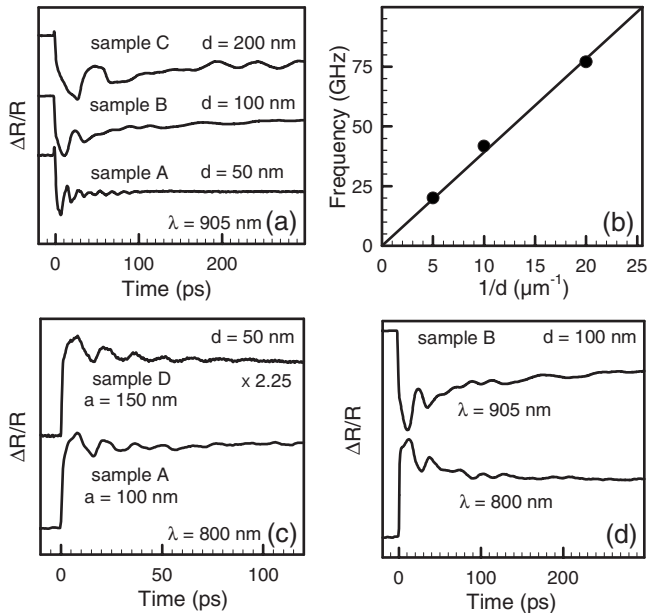 sample C
d = 200 nm
sample B
d = 100 nm
sample A
d = 50 nm
λ = 905 nm
(a)
ΔR/R
0
200
Time (ps)
(b)
Frequency (GHz)
75
50
25
0
0
5
10
15
20
25
1/d (μm⁻¹)
d = 50 nm
sample D
x 2.25
a = 150 nm
sample A
a = 100 nm
λ = 800 nm
(c)
ΔR/R
0
50
100
Time (ps)
sample B
d = 100 nm
λ = 905 nm
λ = 800 nm
(d)
ΔR/R
0
100
200
Time (ps)